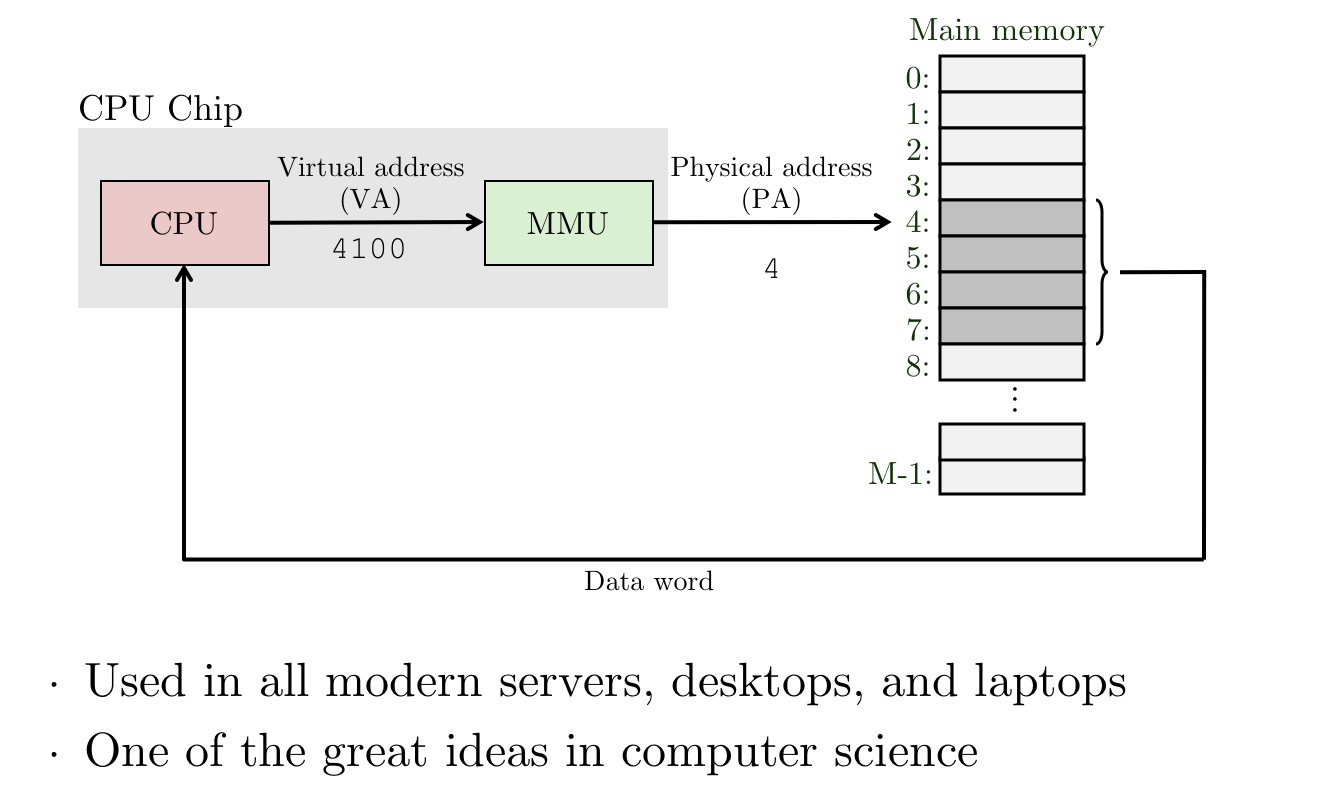 Main memory
CPU Chip
Virtual address
(VA)
Physical address
(PA)
CPU
4100
MMU
4
0:
1:
2:
3:
4:
5:
6:
7:
8:
⋮
M-1:
Data word
· Used in all modern servers, desktops, and laptops
· One of the great ideas in computer science